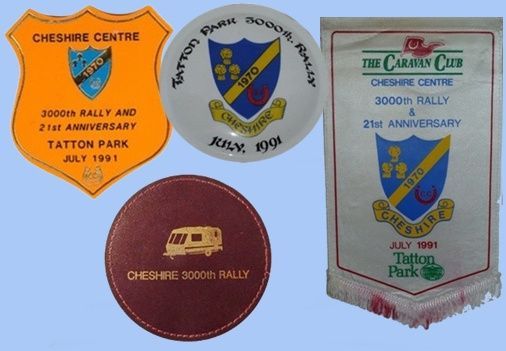 CHESHIRE CENTRE
1970
3000th RALLY AND
21st ANNIVERSARY
TATTON PARK
JULY 1991
TATTON PARK 3000th. RALLY
1970
CHESHIRE
JULY, 1991
THE CARAVAN CLUB
CHESHIRE CENTRE
3000th RALLY
&
21st ANNIVERSARY
1970
CC
CHESHIRE
JULY 1991
Tatton
Park
CHESHIRE 3000th RALLY